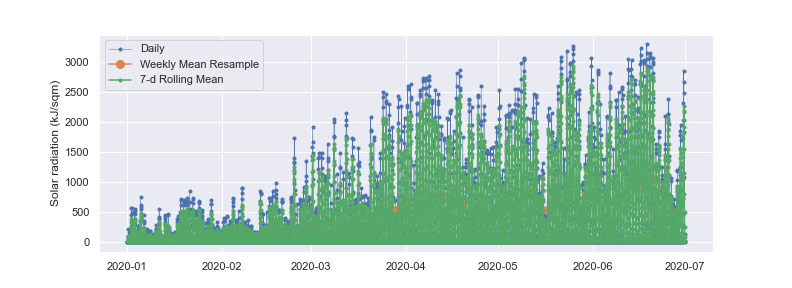 Daily
Weekly Mean Resample
7-d Rolling Mean
Solar radiation (kJ/sqm)
3000
2500
2000
1500
1000
500
0
2020-01 2020-02 2020-03 2020-04 2020-05 2020-06 2020-07